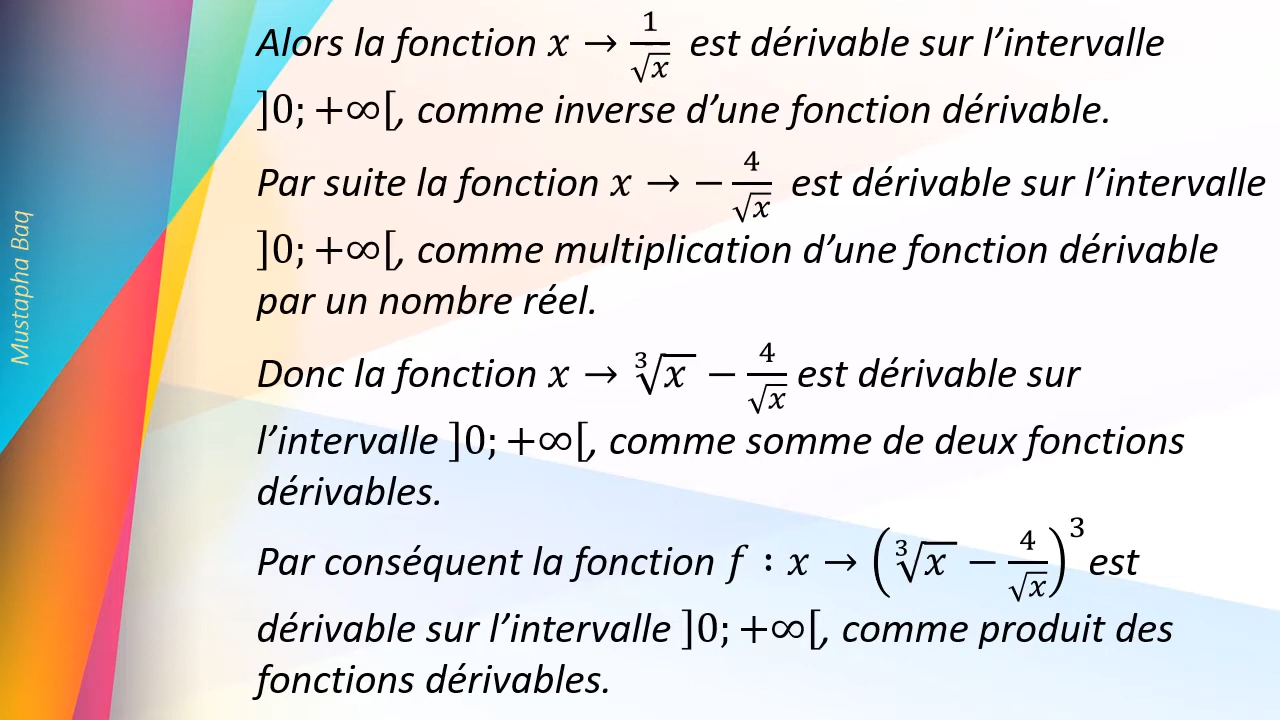 Alors la fonction 𝑥 → 1/√𝑥 est dérivable sur l’intervalle
]0; +∞[, comme inverse d’une fonction dérivable.
Par suite la fonction 𝑥 → − 4/√𝑥 est dérivable sur l’intervalle
]0; +∞[, comme multiplication d’une fonction dérivable
par un nombre réel.
Donc la fonction 𝑥 → ∛𝑥 − 4/√𝑥 est dérivable sur
l’intervalle ]0; +∞[, comme somme de deux fonctions
dérivables.
Par conséquent la fonction 𝑓 : 𝑥 → (∛𝑥 − 4/√𝑥)³ est
dérivable sur l’intervalle ]0; +∞[, comme produit des
fonctions dérivables.
Mustapha Baq